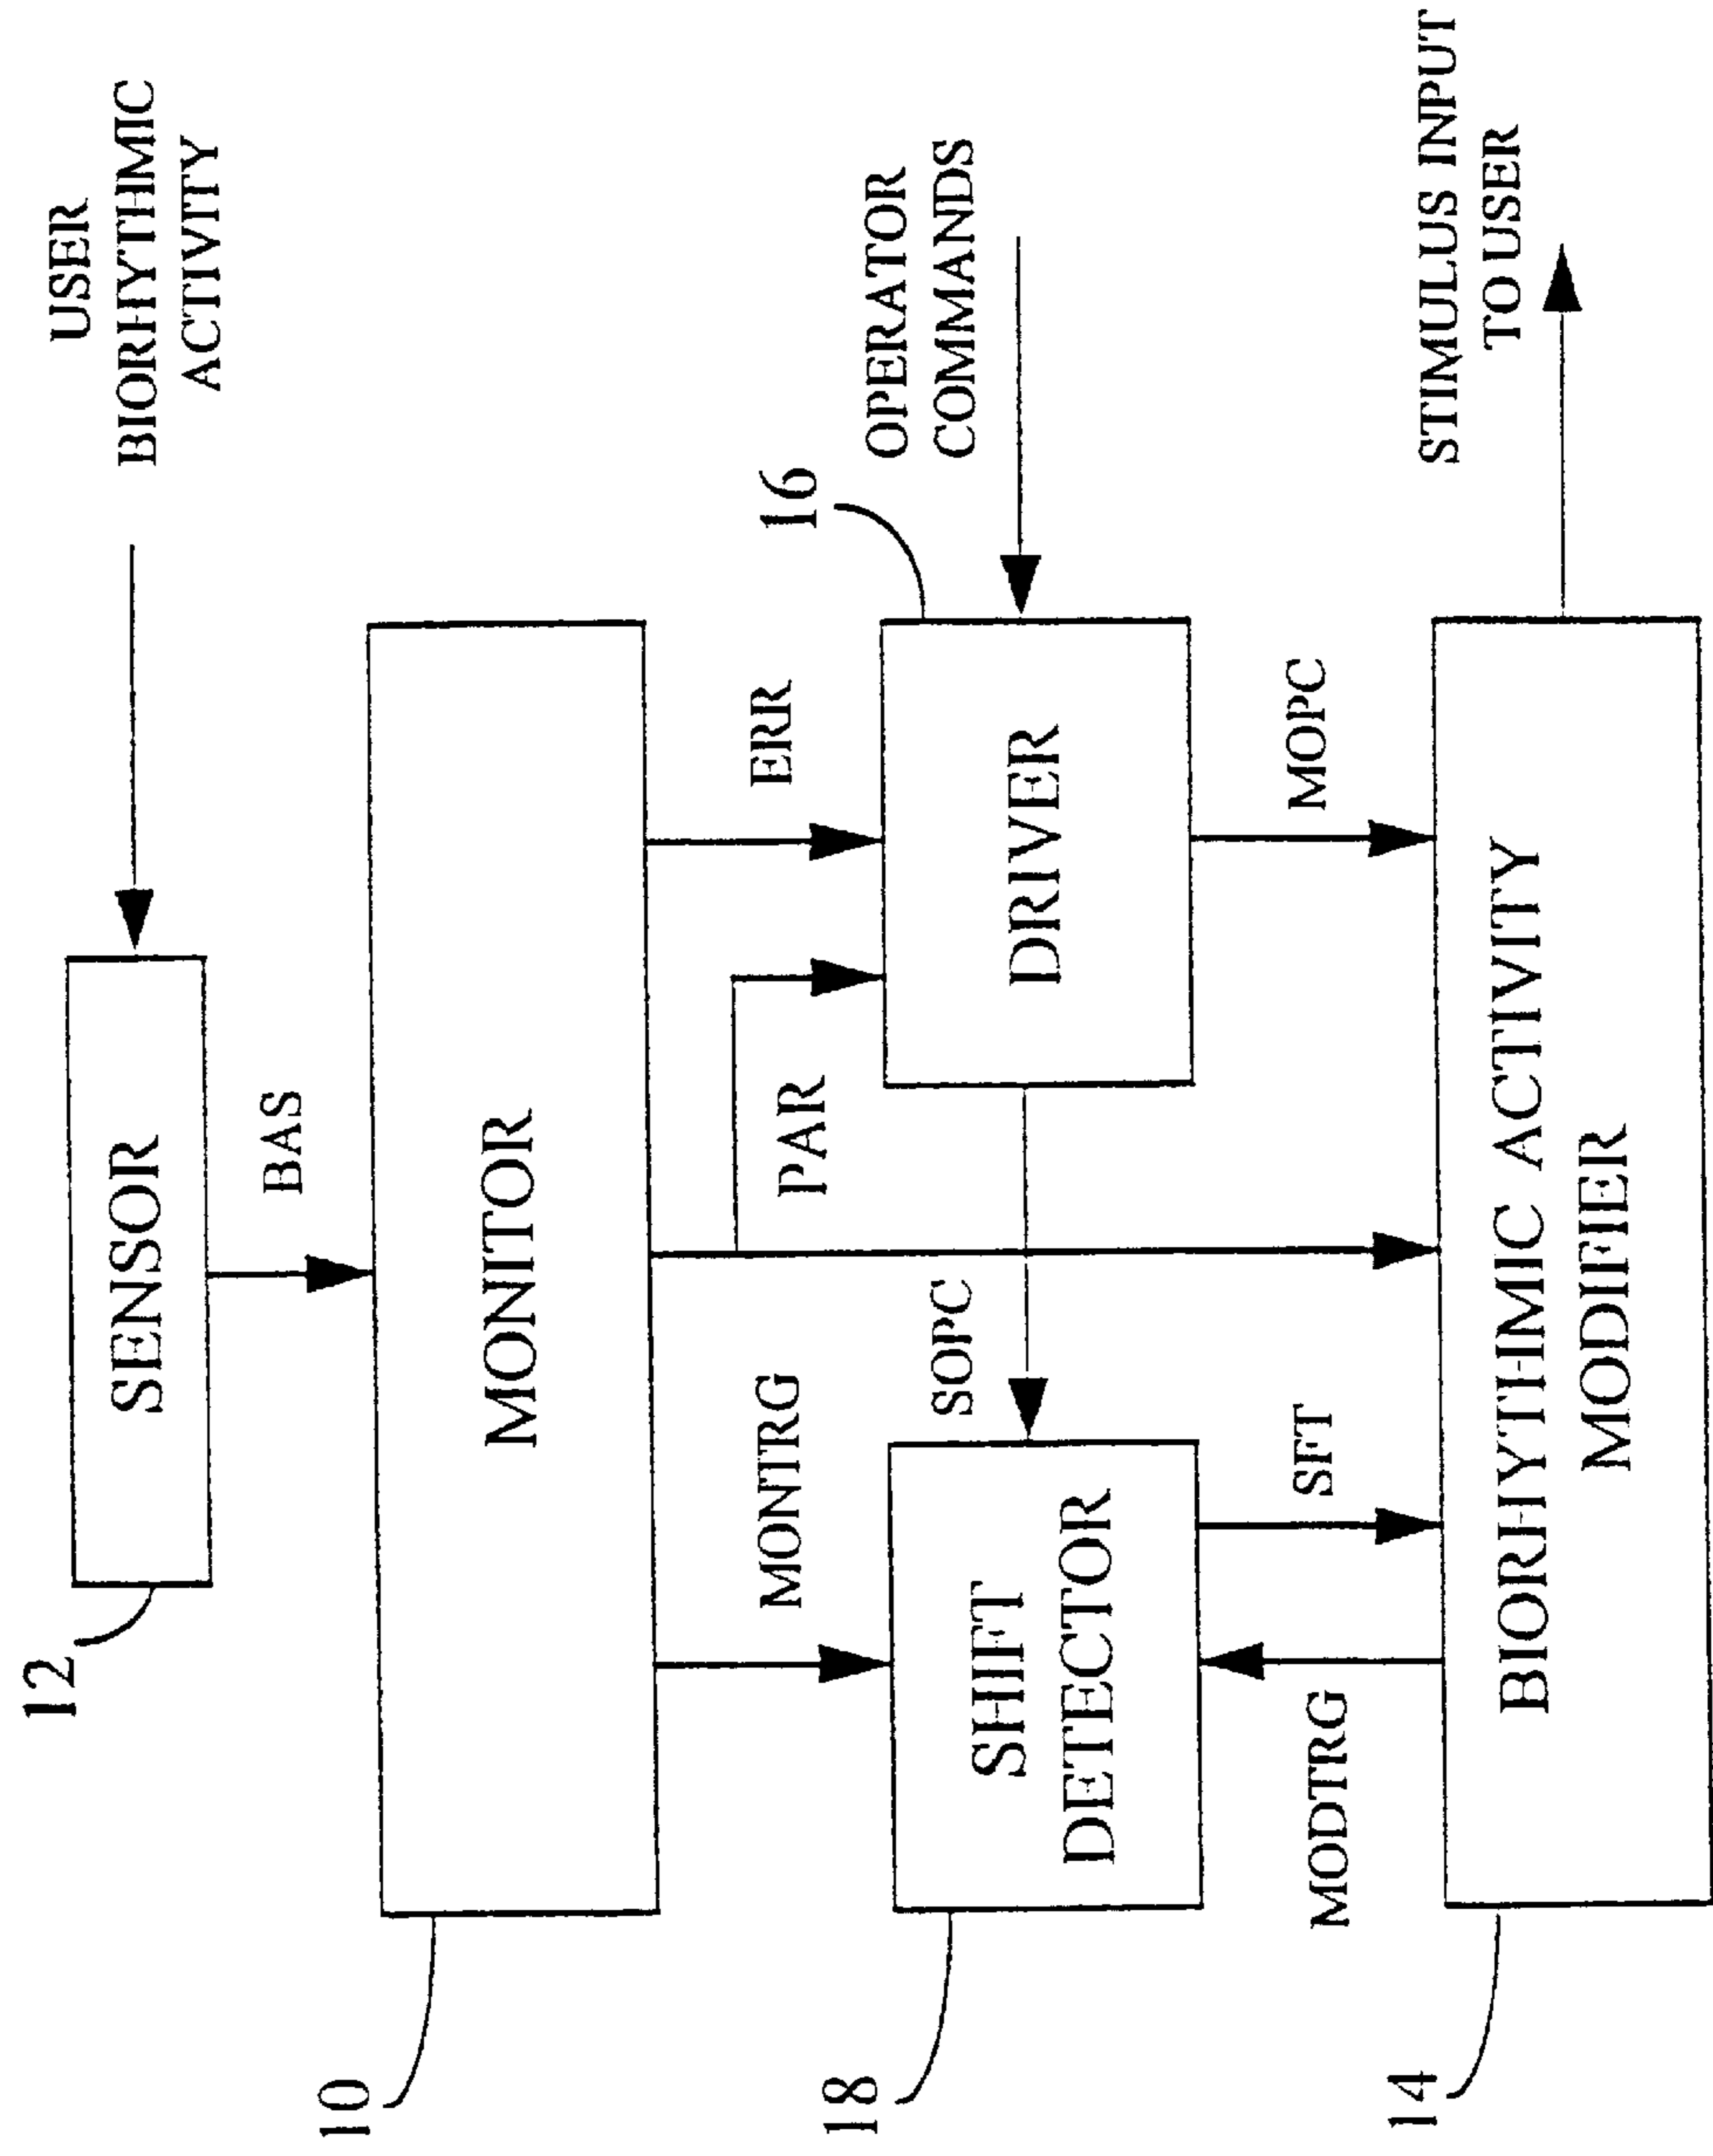 USER
BIORHYTHMIC
ACTIVITY
12
SENSOR
BAS
10
MONITOR
MONTRG
PAR
ERR
16
OPERATOR
COMMANDS
18
SHIFT
DETECTOR
SOPC
DRIVER
MODTRG
SFT
MOPC
14
BIORHYTHMIC ACTIVITY
MODIFIER
STIMULUS INPUT
TO USER